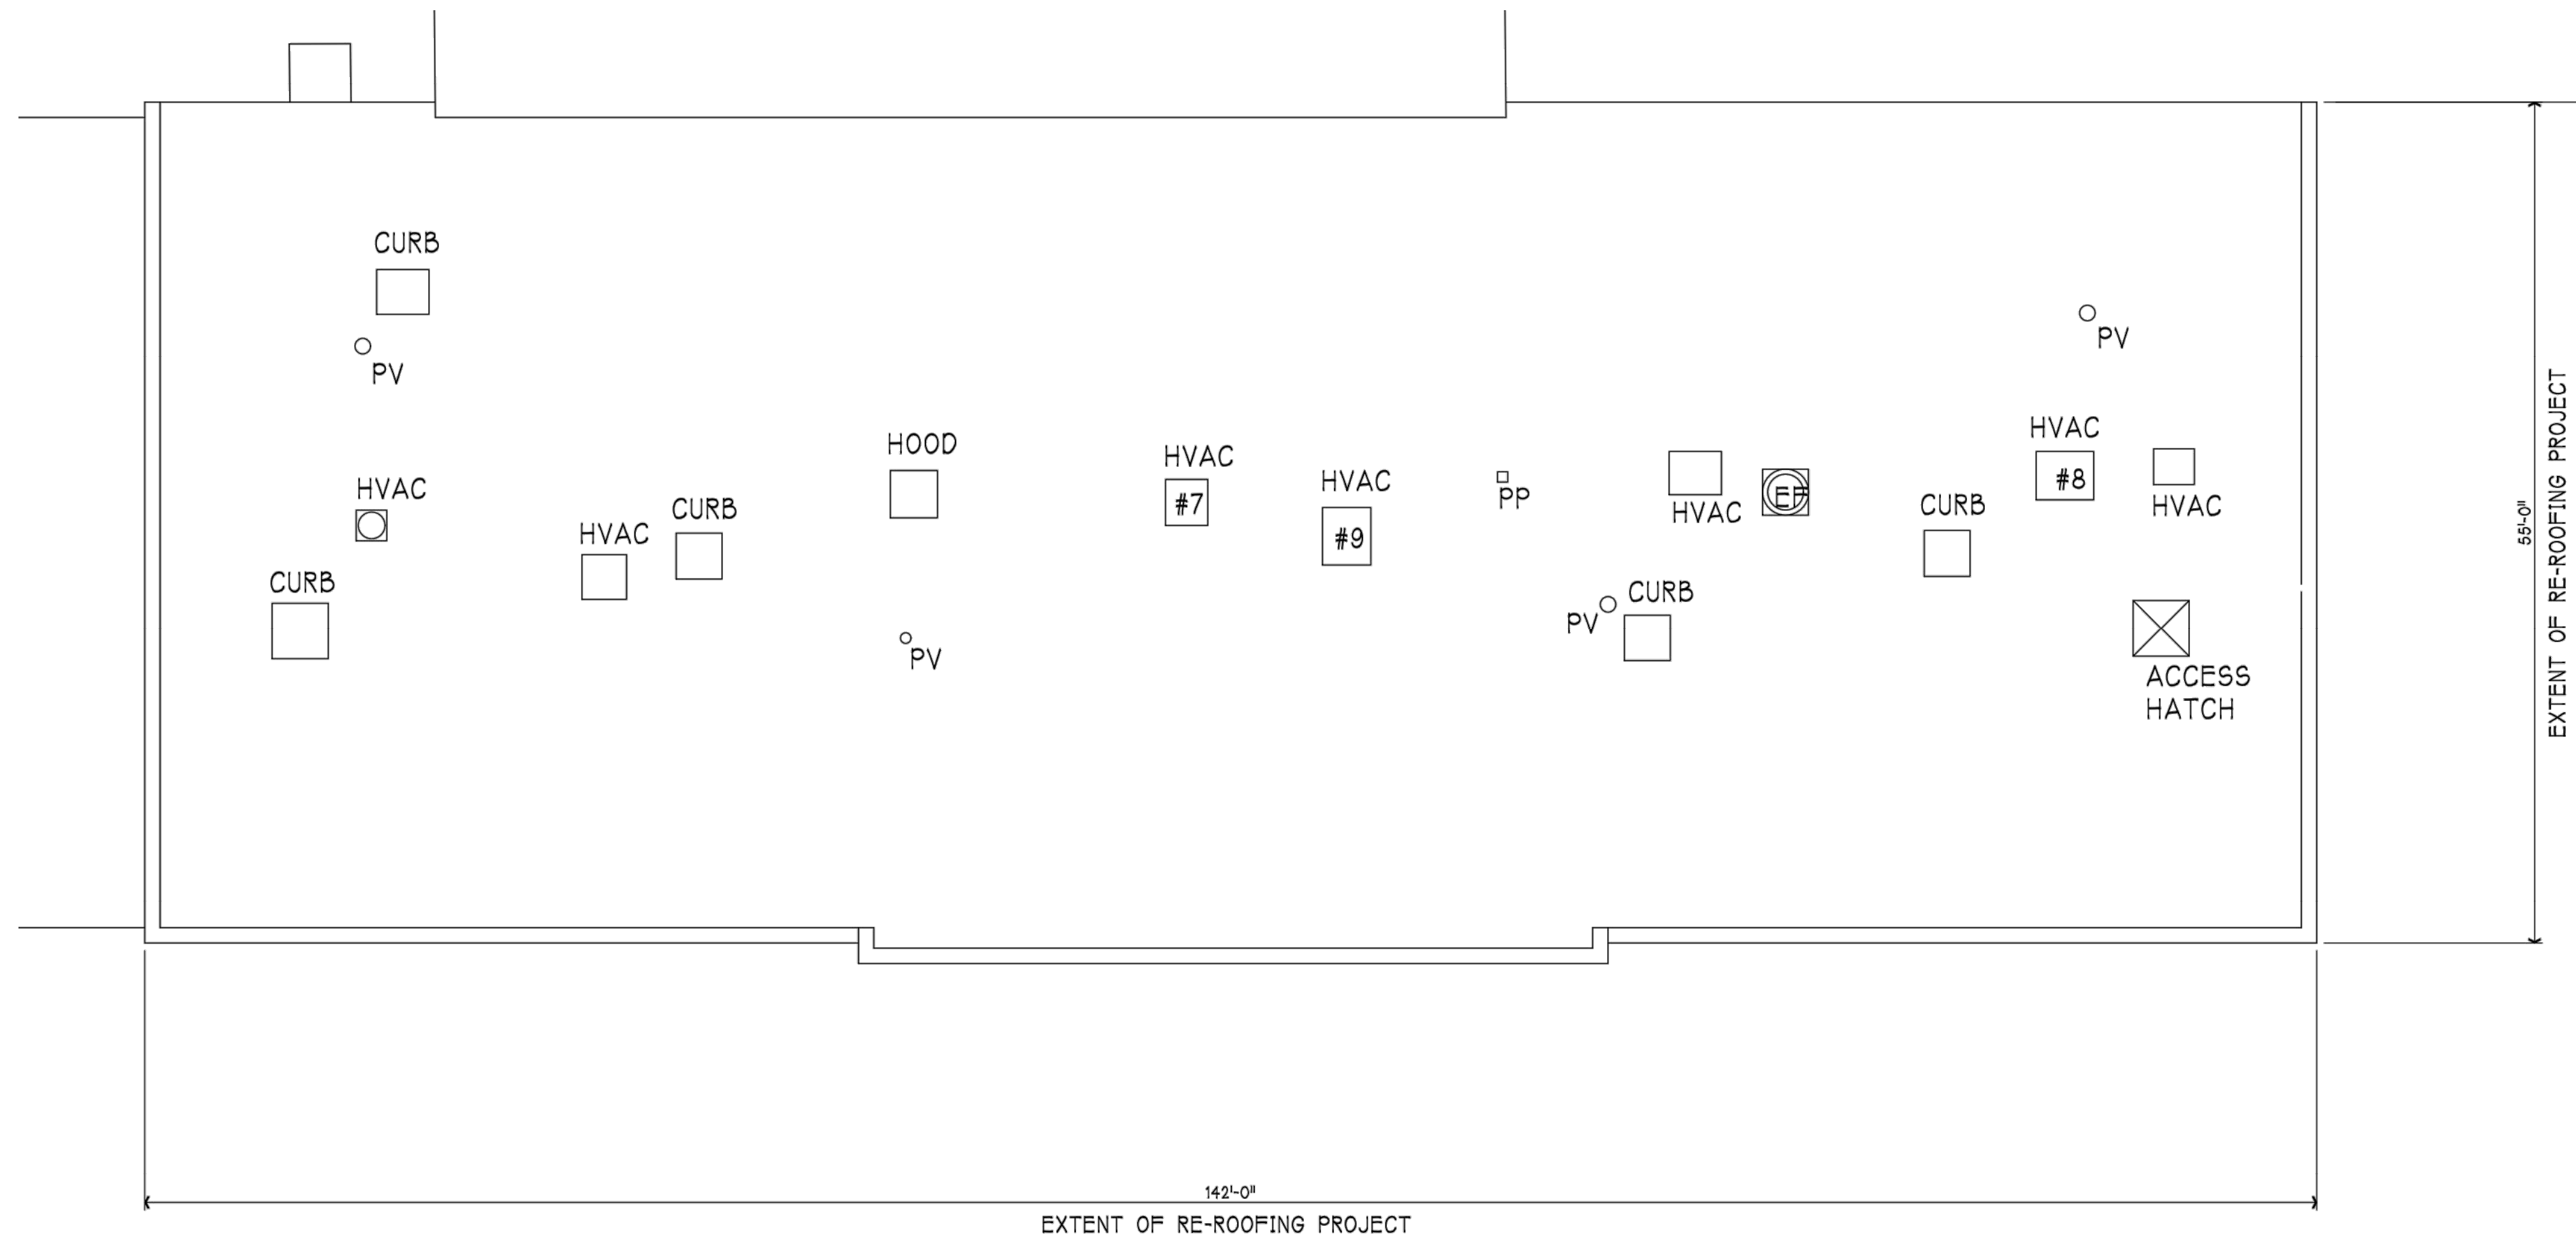 CURB
PV
PV
HVAC
HOOD
HVAC
#8
HVAC
#7
HVAC
#9
HVAC
PP
HVAC
EF
HVAC
CURB
CURB
HVAC
CURB
CURB
PV
PV
ACCESS
HATCH
55'-0"
EXTENT OF RE-ROOFING PROJECT
142'-0"
EXTENT OF RE-ROOFING PROJECT